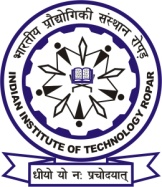 भारतीय प्रौद्योगिकी संस्थान रोपड़
INDIAN INSTITUTE OF TECHNOLOGY ROPAR
धीयो यो नः प्रचोदयात्